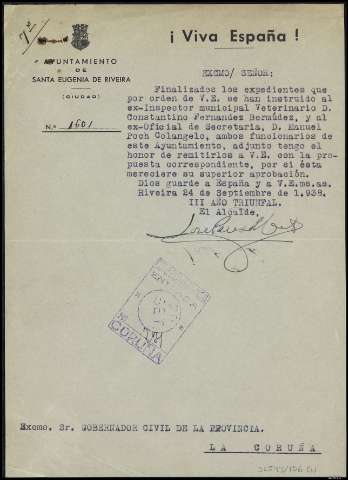 ¡ Viva España !
AYUNTAMIENTO
DE
SANTA EUGENIA DE RIVEIRA
(CIUDAD)
N.º 1601
EXCMO/ SEÑOR:
Finalizados los expedientes que
por orden de V.E. se han instruido al
ex-Inspector municipal Veterinario D.
Constantino Fernandez Bermúdez, y al
ex-Oficial de Secretaria, D. Manuel
Poch Colangelo, ambos funcionarios de
este Ayuntamiento, adjunto tengo el
honor de remitirlos a V.E. con la pro-
puesta correspondiente, por si ésta
mereciere su superior aprobación.
Dios guarde a España y a V.E.ms.as.
Riveira 24 de Septiembre de 1.938.
III AÑO TRIUNFAL.
El Alcalde,
CORUÑA
Excmo. Sr. GOBERNADOR CIVIL DE LA PROVINCIA.
LA CORUÑA